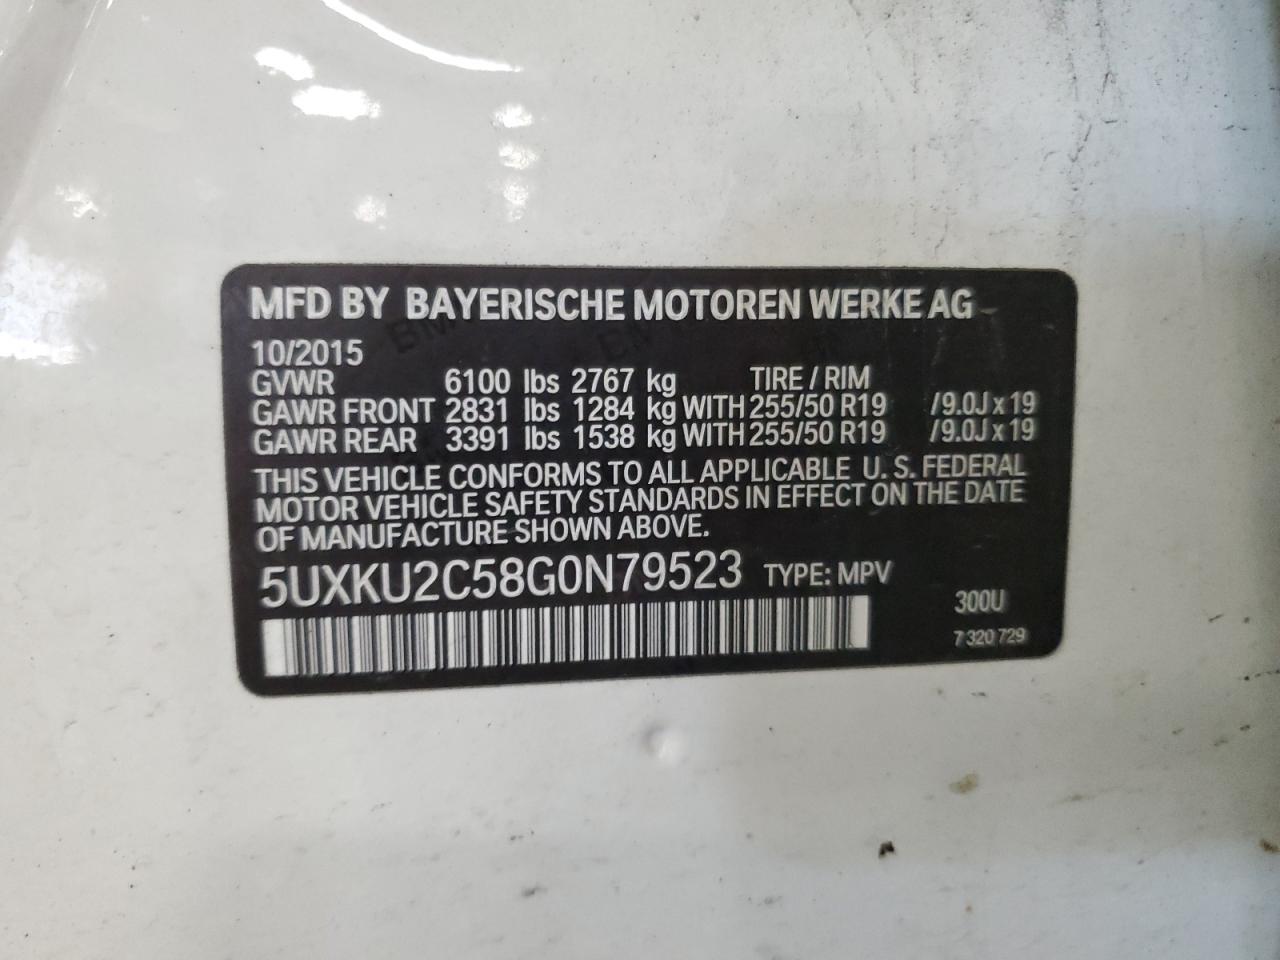 MFD BY BAYERISCHE MOTOREN WERKE AG
10/2015
GVWR 6100 lbs 2767 kg TIRE / RIM
GAWR FRONT 2831 lbs 1284 kg WITH 255/50 R19 /9.0J x 19
GAWR REAR 3391 lbs 1538 kg WITH 255/50 R19 /9.0J x 19
THIS VEHICLE CONFORMS TO ALL APPLICABLE U. S. FEDERAL
MOTOR VEHICLE SAFETY STANDARDS IN EFFECT ON THE DATE
OF MANUFACTURE SHOWN ABOVE.
5UXKU2C58G0N79523 TYPE: MPV
300U
7 320 729